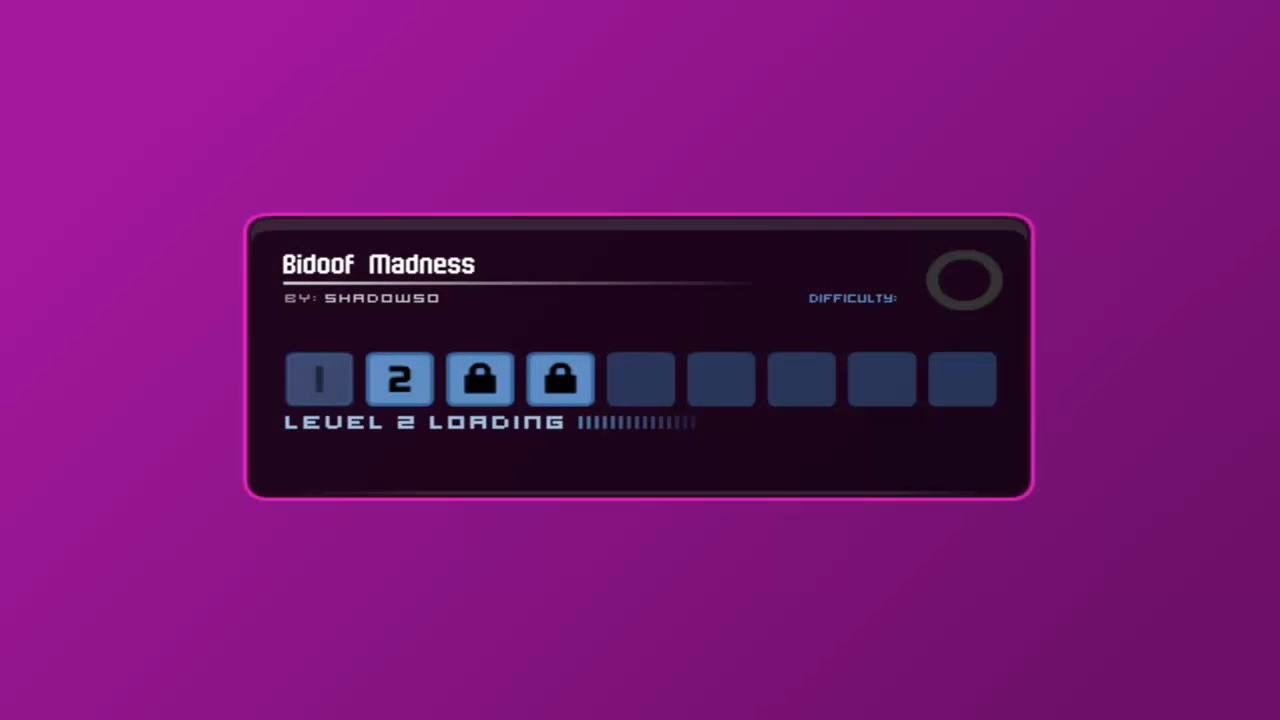 Bidoof Madness
BY: SHADOWSO
DIFFICULTY:
1 2
LEVEL 2 LOADING